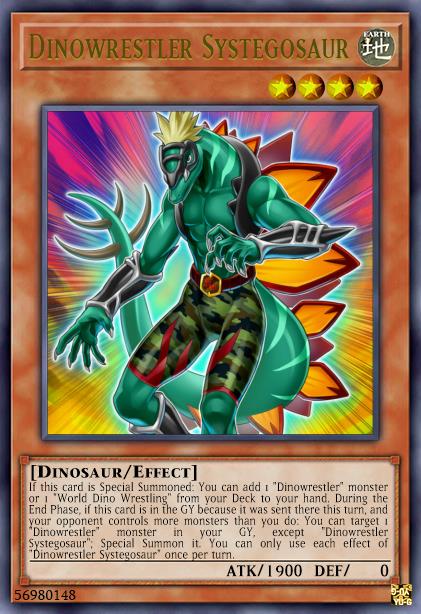 Dinowrestler Systegosaur
EARTH
地
[Dinosaur/Effect]
If this card is Special Summoned: You can add 1 "Dinowrestler" monster
or 1 "World Dino Wrestling" from your Deck to your hand. During the
End Phase, if this card is in the GY because it was sent there this turn, and
your opponent controls more monsters than you do: You can target 1
"Dinowrestler" monster in your GY, except "Dinowrestler
Systegosaur"; Special Summon it. You can only use each effect of
"Dinowrestler Systegosaur" once per turn.
ATK/1900 DEF/ 0
56980148